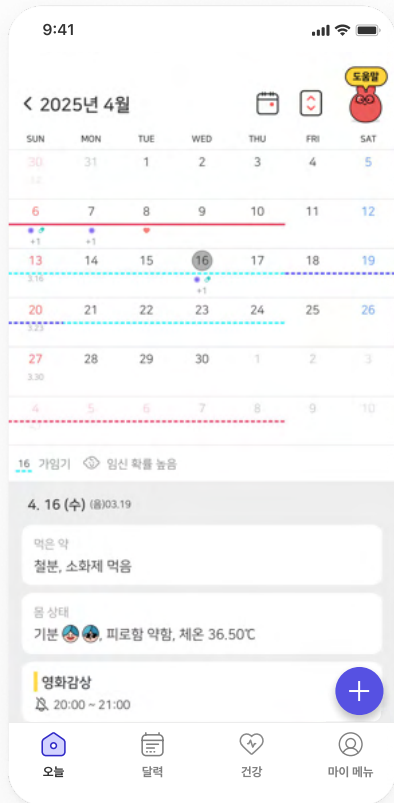 9:41
도움말
2025년 4월
SUN MON TUE WED THU FRI SAT
30 31 1 2 3 4 5
6 7 8 9 10 11 12
+1 +1
13 14 15 16 17 18 19
3.16
+1
20 21 22 23 24 25 26
3.23
27 28 29 30 1 2 3
3.30
4 5 6 7 8 9 10
16 가임기 임신 확률 높음
4. 16 (수) (음)03.19
먹은 약
철분, 소화제 먹음
몸 상태
기분 , 피로함 약함, 체온 36.50℃
영화감상
20:00 ~ 21:00
오늘 달력 건강 마이 메뉴